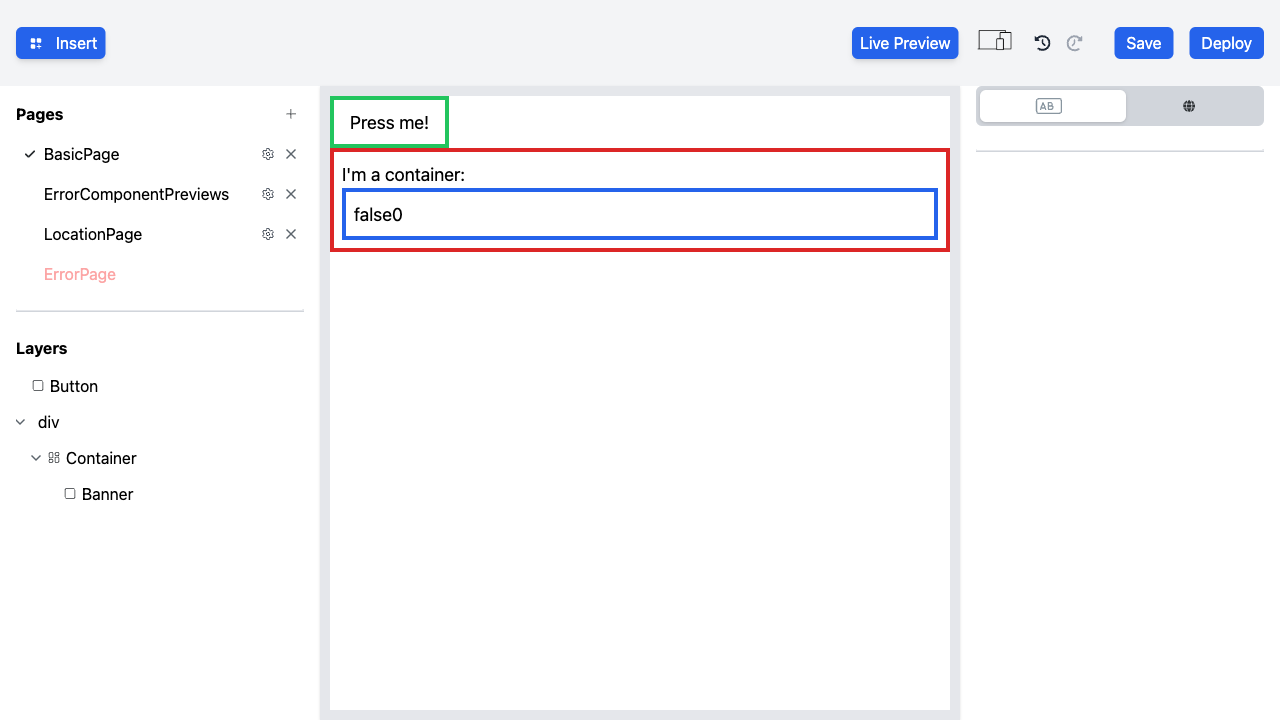 Insert
Live Preview
Save
Deploy
Pages
BasicPage
ErrorComponentPreviews
LocationPage
ErrorPage
Layers
Button
div
Container
Banner
Press me!
I'm a container:
false0
AB